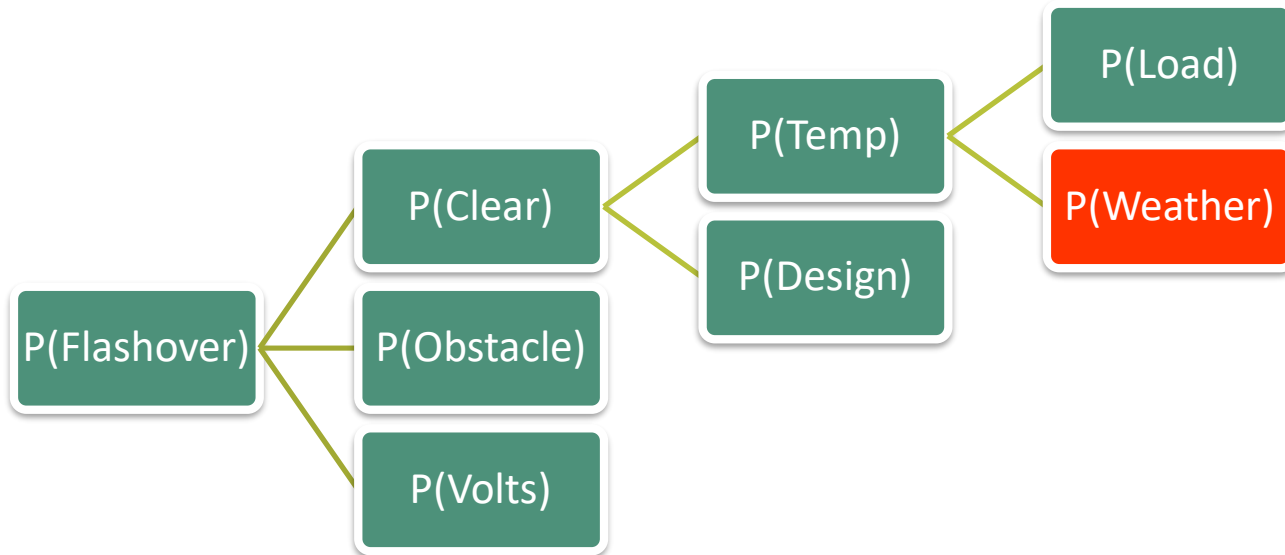 P(Flashover)
P(Clear)
P(Obstacle)
P(Volts)
P(Temp)
P(Design)
P(Load)
P(Weather)